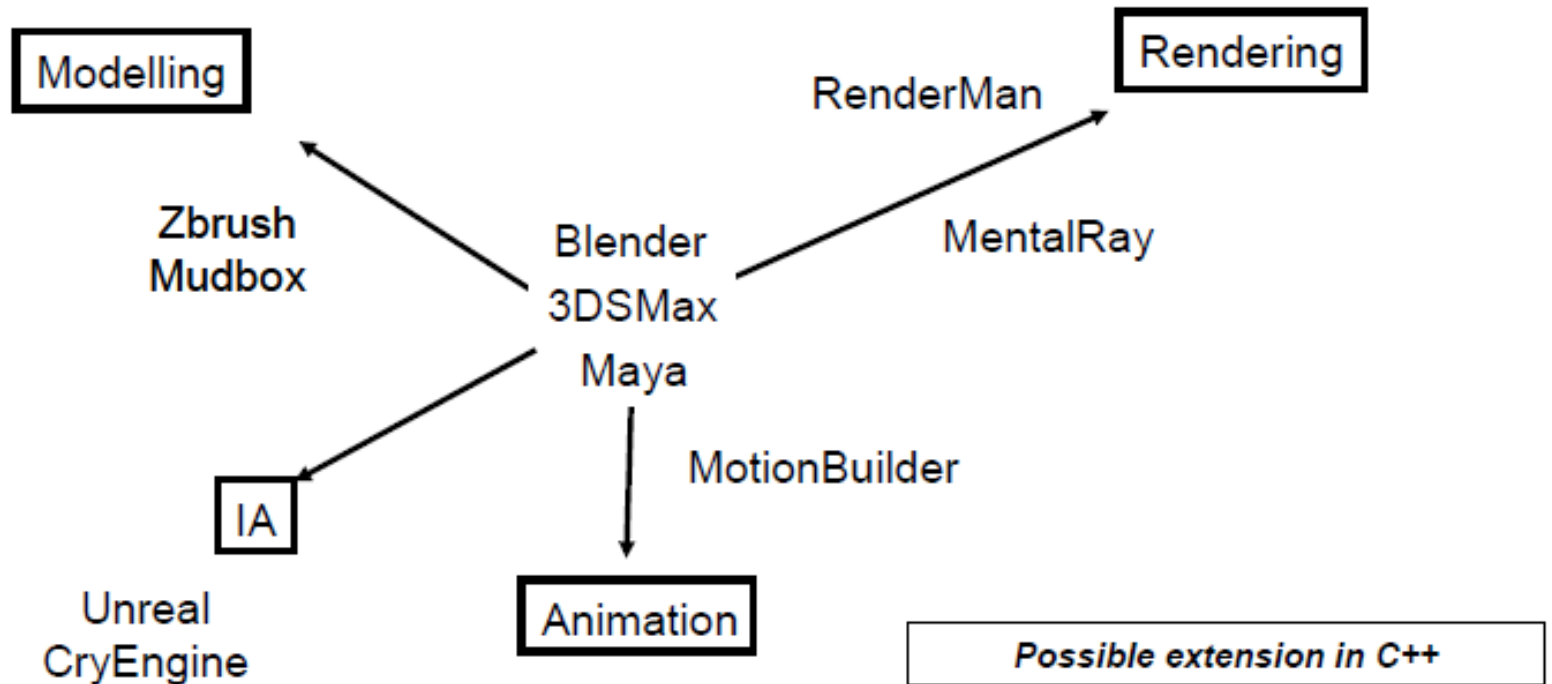 Modelling
Rendering
RenderMan
Zbrush
Mudbox
Blender
3DSMax
Maya
MentalRay
MotionBuilder
IA
Unreal
CryEngine
Animation
Possible extension in C++